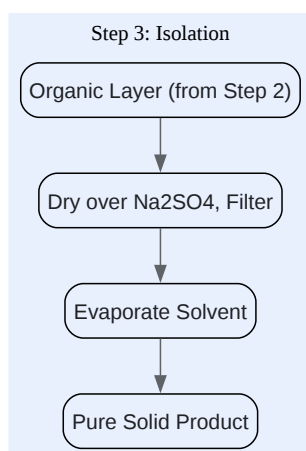 Step 3: Isolation
Organic Layer (from Step 2)
Dry over Na2SO4, Filter
Evaporate Solvent
Pure Solid Product